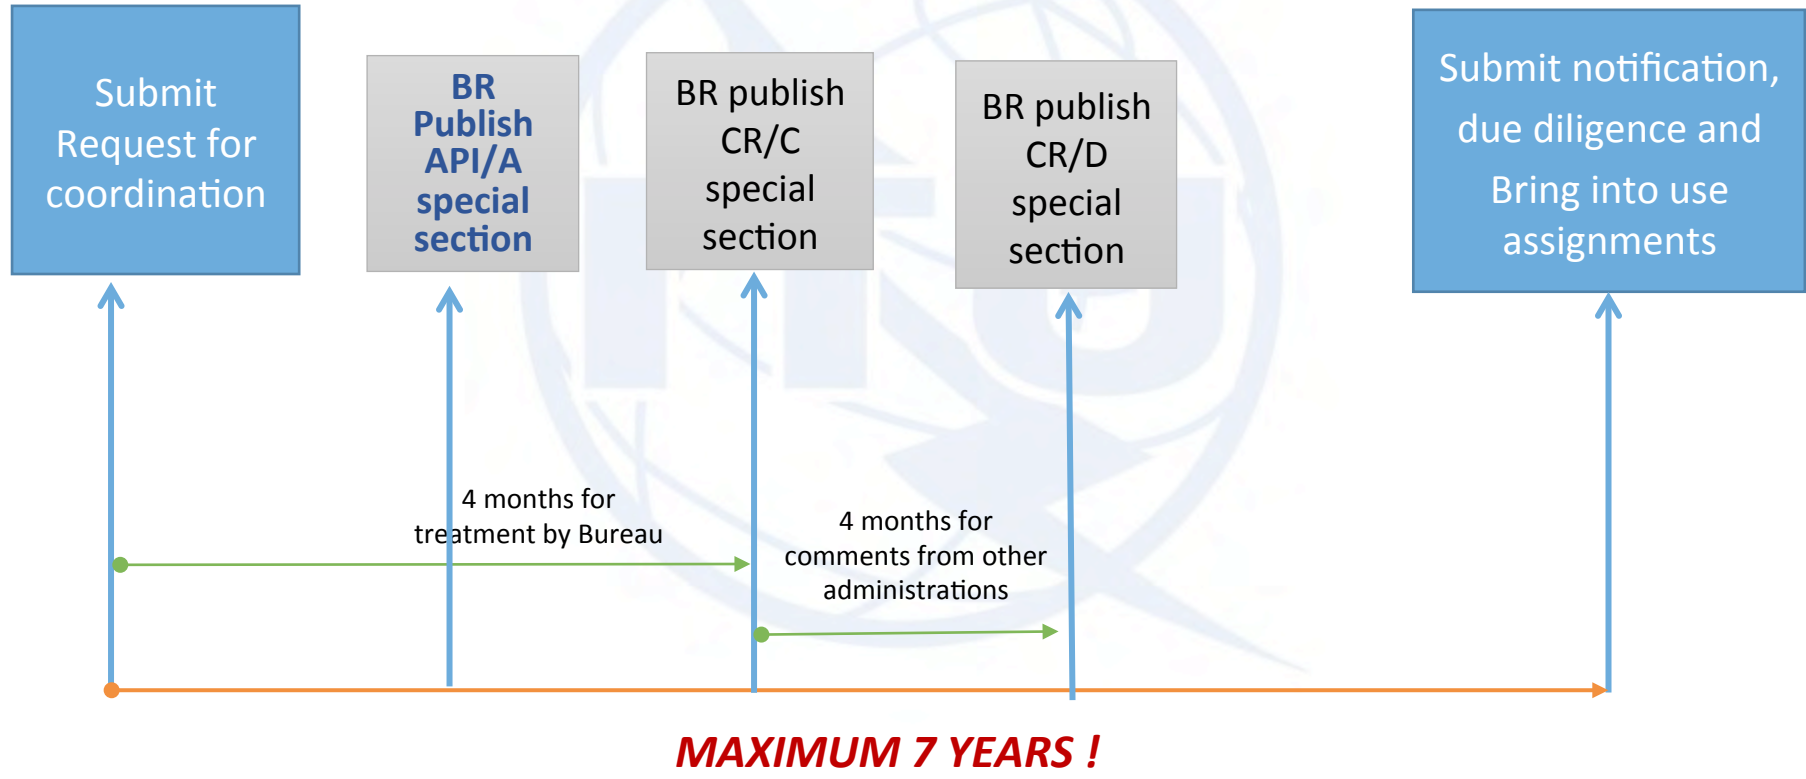 Submit
Request for
coordination
BR
Publish
API/A
special
section
BR publish
CR/C
special
section
BR publish
CR/D
special
section
Submit notification,
due diligence and
Bring into use
assignments
4 months for
treatment by Bureau
4 months for
comments from other
administrations
MAXIMUM 7 YEARS !
ITU